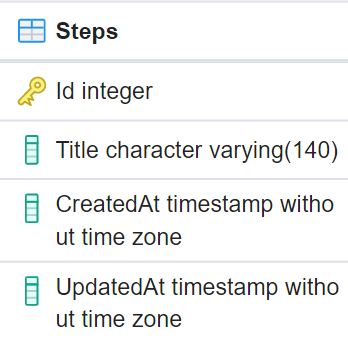 Steps
Id integer
Title character varying(140)
CreatedAt timestamp witho
ut time zone
UpdatedAt timestamp witho
ut time zone